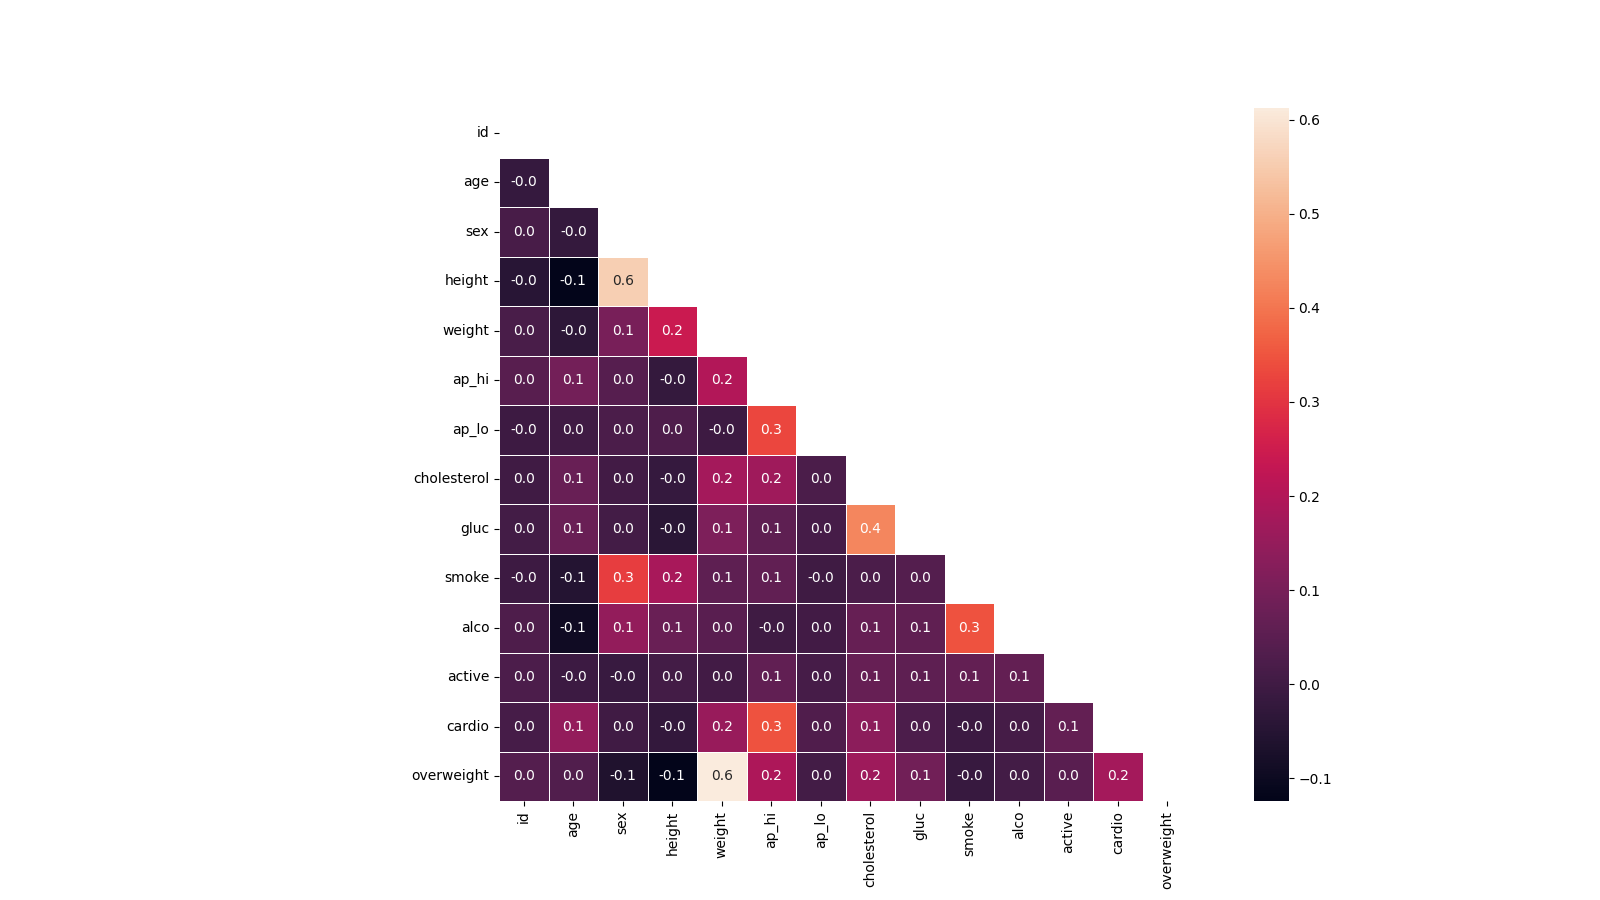 id
age -0.0
sex 0.0 -0.0
height -0.0 -0.1 0.6
weight 0.0 -0.0 0.1 0.2
ap_hi 0.0 0.1 0.0 -0.0 0.2
ap_lo -0.0 0.0 0.0 0.0 -0.0 0.3
cholesterol 0.0 0.1 0.0 -0.0 0.2 0.2 0.0
gluc 0.0 0.1 0.0 -0.0 0.1 0.1 0.0 0.4
smoke -0.0 -0.1 0.3 0.2 0.1 0.1 -0.0 0.0 0.0
alco 0.0 -0.1 0.1 0.1 0.0 -0.0 0.0 0.1 0.1 0.3
active 0.0 -0.0 -0.0 0.0 0.0 0.1 0.0 0.1 0.1 0.1 0.1
cardio 0.0 0.1 0.0 -0.0 0.2 0.3 0.0 0.1 0.0 -0.0 0.0 0.1
overweight 0.0 0.0 -0.1 -0.1 0.6 0.2 0.0 0.2 0.1 -0.0 0.0 0.0 0.2
id age sex height weight ap_hi ap_lo cholesterol gluc smoke alco active cardio overweight
0.6
0.5
0.4
0.3
0.2
0.1
0.0
−0.1